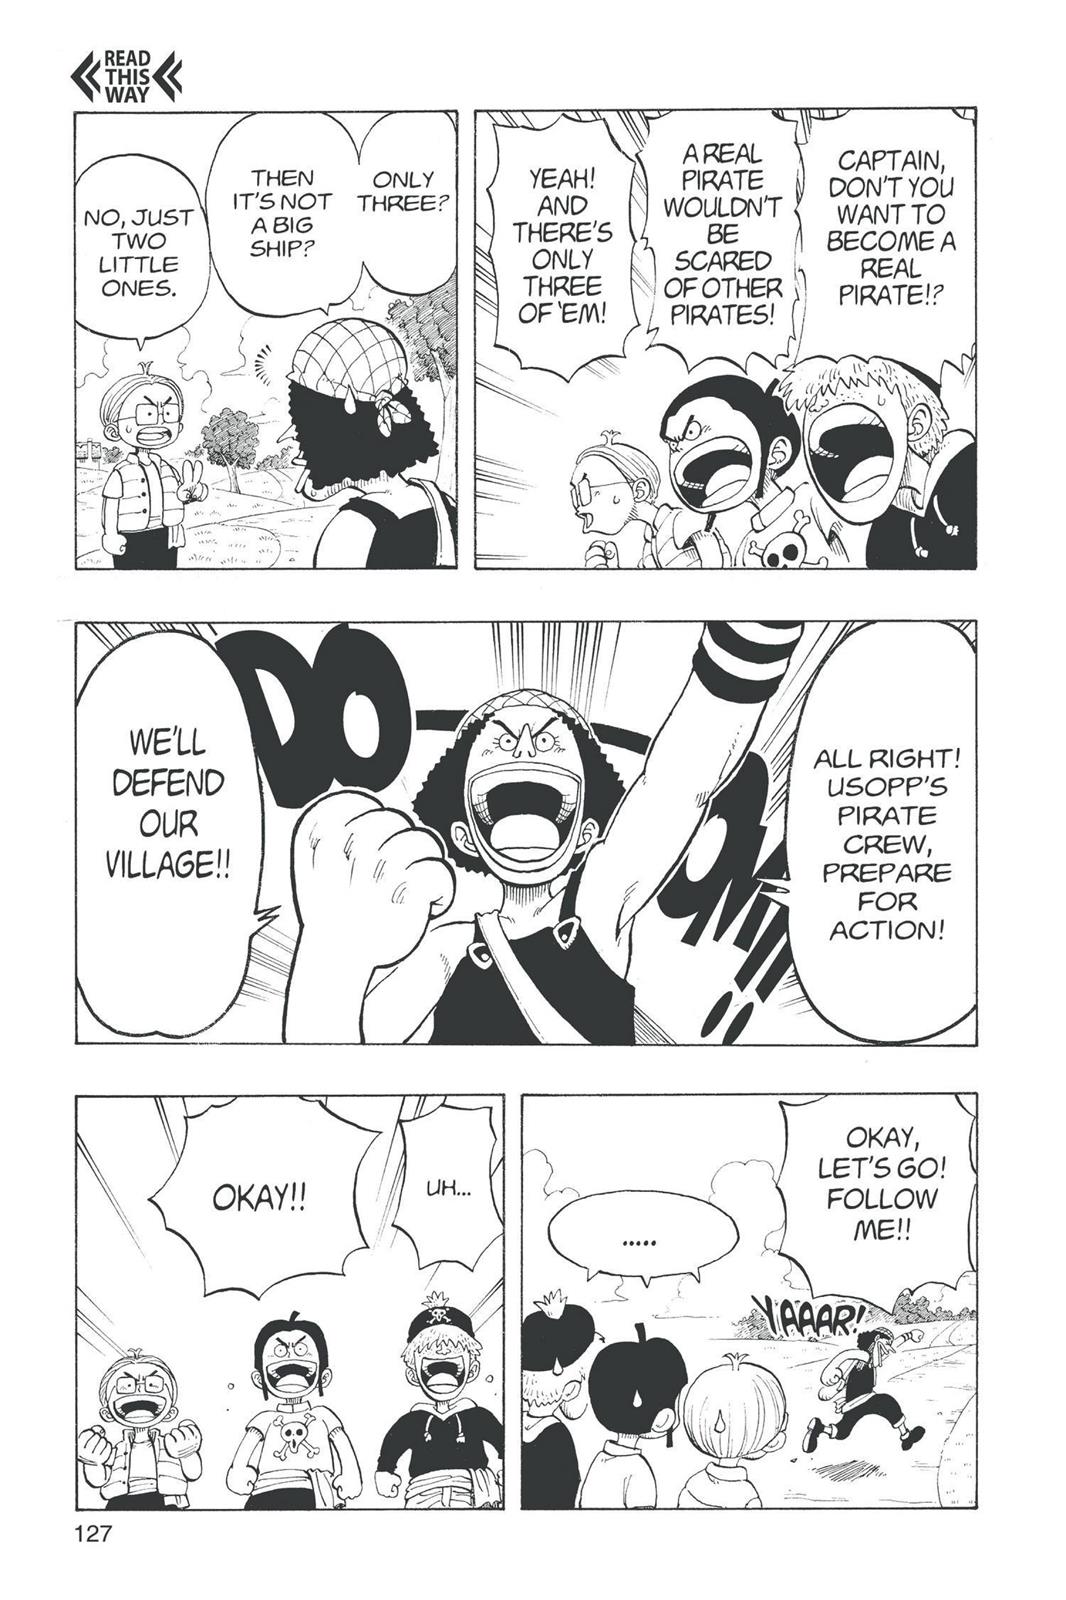 READ
THIS
WAY
CAPTAIN,
DON'T YOU
WANT TO
BECOME A
REAL
PIRATE!?
A REAL
PIRATE
WOULDN'T
BE
SCARED
OF OTHER
PIRATES!
YEAH!
AND
THERE'S
ONLY
THREE
OF 'EM!
ONLY
THREE?
THEN
IT'S NOT
A BIG
SHIP?
NO, JUST
TWO
LITTLE
ONES.
ALL RIGHT!
USOPP'S
PIRATE
CREW,
PREPARE
FOR
ACTION!
DOOM!!
WE'LL
DEFEND
OUR
VILLAGE!!
OKAY,
LET'S GO!
FOLLOW
ME!!
YAAAR!
.....
UH...
OKAY!!
127